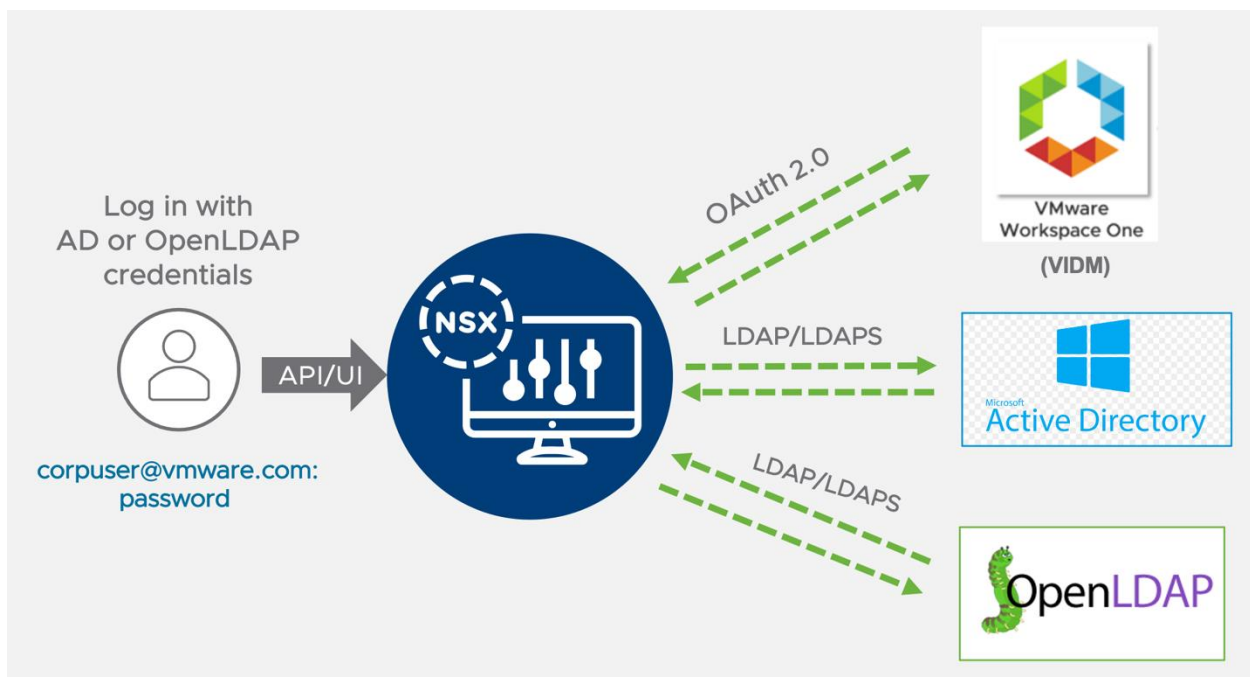 Log in with
AD or OpenLDAP
credentials
API/UI
corpuser@vmware.com:
password
NSX
OAuth 2.0
LDAP/LDAPS
LDAP/LDAPS
VMware
Workspace One
(VIDM)
Microsoft
Active Directory
OpenLDAP